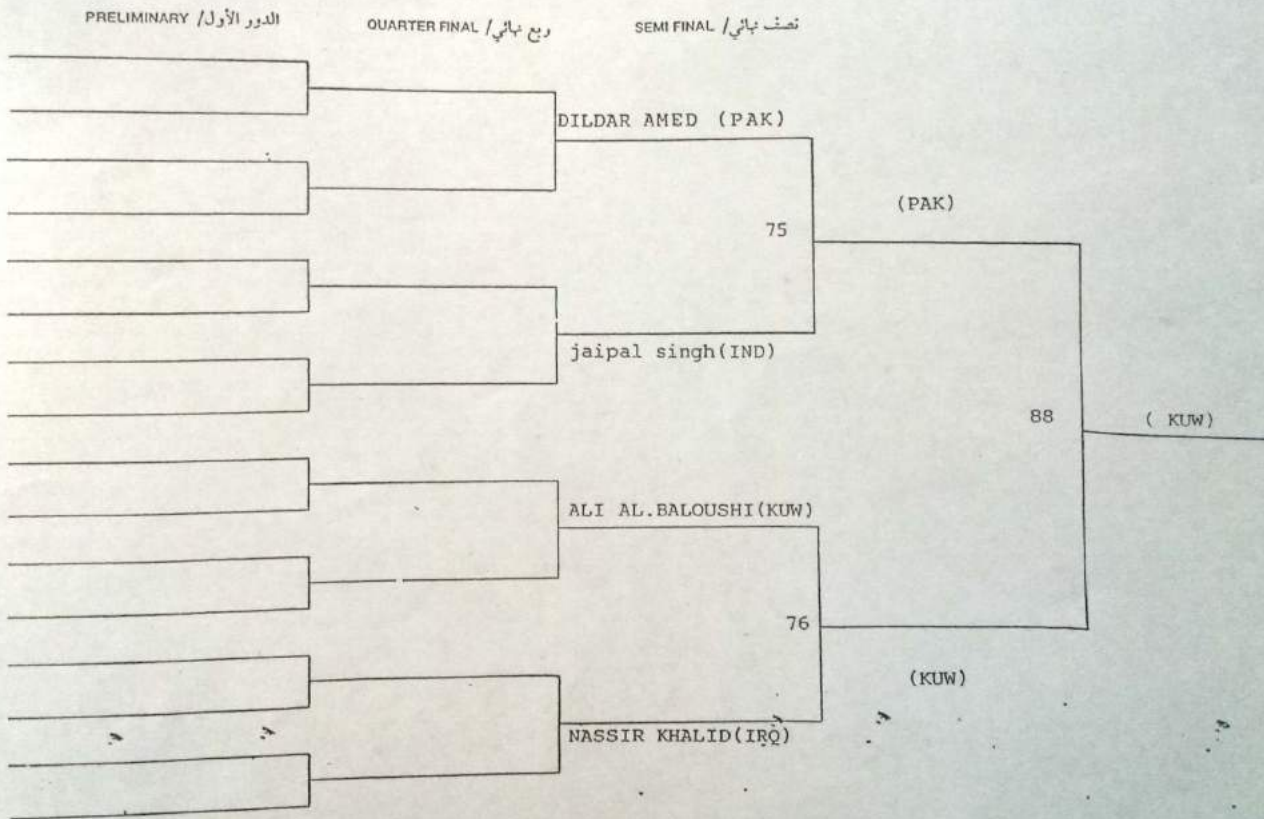 PRELIMINARY / الدور الأول
QUARTER FINAL / ربع نهائي
SEMI FINAL / نصف نهائي
DILDAR AMED (PAK)
(PAK)
75
jaipal singh(IND)
88
( KUW)
ALI AL.BALOUSHI(KUW)
76
(KUW)
NASSIR KHALID(IRQ)